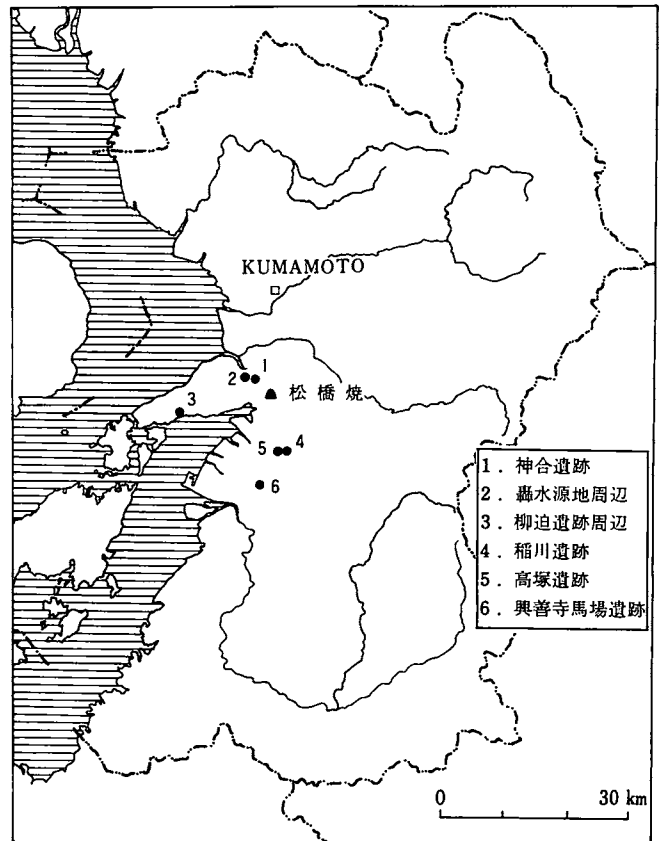 KUMAMOTO
2 1
松橋焼
3
5 4
6
1. 神合遺跡
2. 轟水源地周辺
3. 柳迫遺跡周辺
4. 稲川遺跡
5. 高塚遺跡
6. 興善寺馬場遺跡
0 30 km